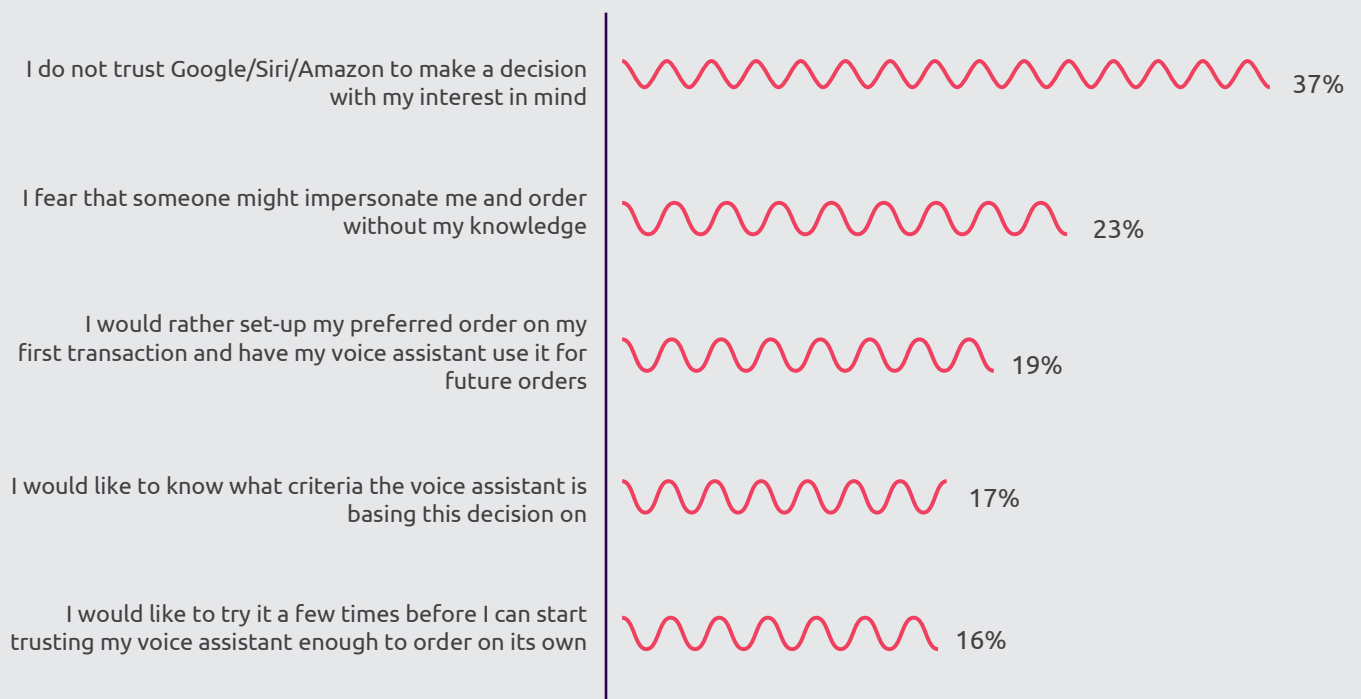 I do not trust Google/Siri/Amazon to make a decision
with my interest in mind
37%
I fear that someone might impersonate me and order
without my knowledge
23%
I would rather set-up my preferred order on my
first transaction and have my voice assistant use it for
future orders
19%
I would like to know what criteria the voice assistant is
basing this decision on
17%
I would like to try it a few times before I can start
trusting my voice assistant enough to order on its own
16%